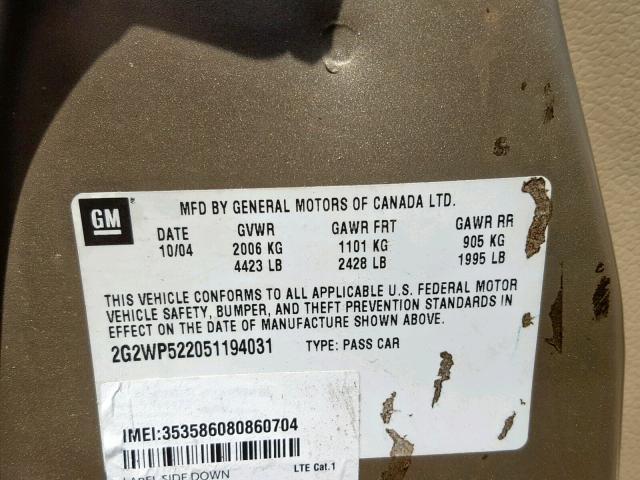 GM
MFD BY GENERAL MOTORS OF CANADA LTD.
DATE GVWR GAWR FRT GAWR RR
10/04 2006 KG 1101 KG 905 KG
4423 LB 2428 LB 1995 LB
THIS VEHICLE CONFORMS TO ALL APPLICABLE U.S. FEDERAL MOTOR
VEHICLE SAFETY, BUMPER, AND THEFT PREVENTION STANDARDS IN
EFFECT ON THE DATE OF MANUFACTURE SHOWN ABOVE.
2G2WP522051194031 TYPE: PASS CAR
IMEI:353586080860704
LTE Cat.1
LABEL SIDE DOWN